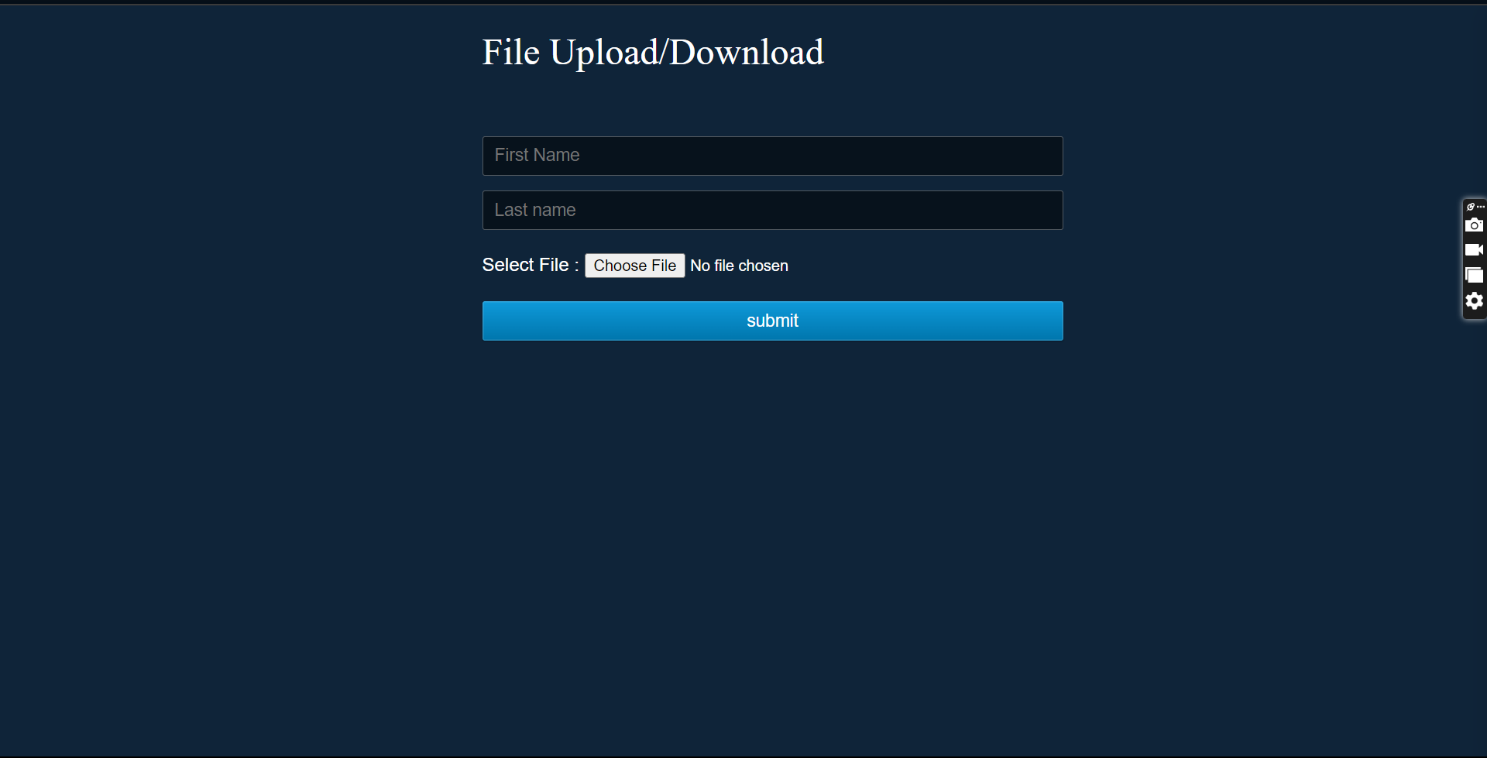 File Upload/Download
First Name
Last name
Select File : Choose File No file chosen
submit